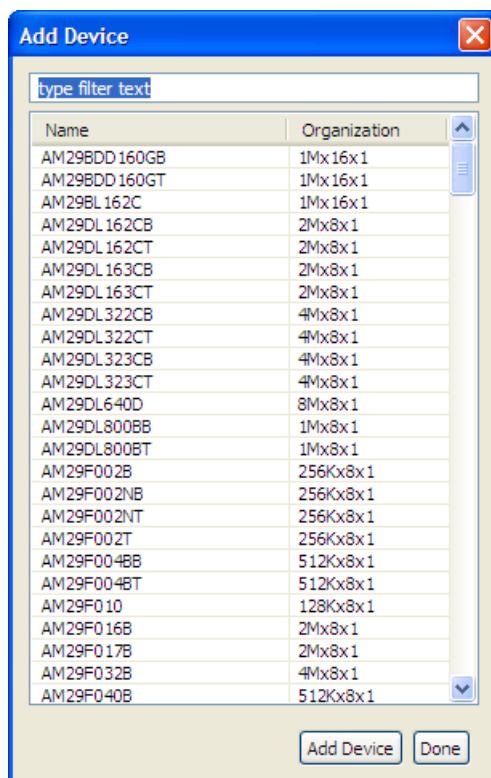 Add Device
type filter text
Name Organization
AM29BDD160GB 1Mx16x1
AM29BDD160GT 1Mx16x1
AM29BL162C 1Mx16x1
AM29DL162CB 2Mx8x1
AM29DL162CT 2Mx8x1
AM29DL163CB 2Mx8x1
AM29DL163CT 2Mx8x1
AM29DL322CB 4Mx8x1
AM29DL322CT 4Mx8x1
AM29DL323CB 4Mx8x1
AM29DL323CT 4Mx8x1
AM29DL640D 8Mx8x1
AM29DL800BB 1Mx8x1
AM29DL800BT 1Mx8x1
AM29F002B 256Kx8x1
AM29F002NB 256Kx8x1
AM29F002NT 256Kx8x1
AM29F002T 256Kx8x1
AM29F004BB 512Kx8x1
AM29F004BT 512Kx8x1
AM29F010 128Kx8x1
AM29F016B 2Mx8x1
AM29F017B 2Mx8x1
AM29F032B 4Mx8x1
AM29F040B 512Kx8x1
Add Device Done